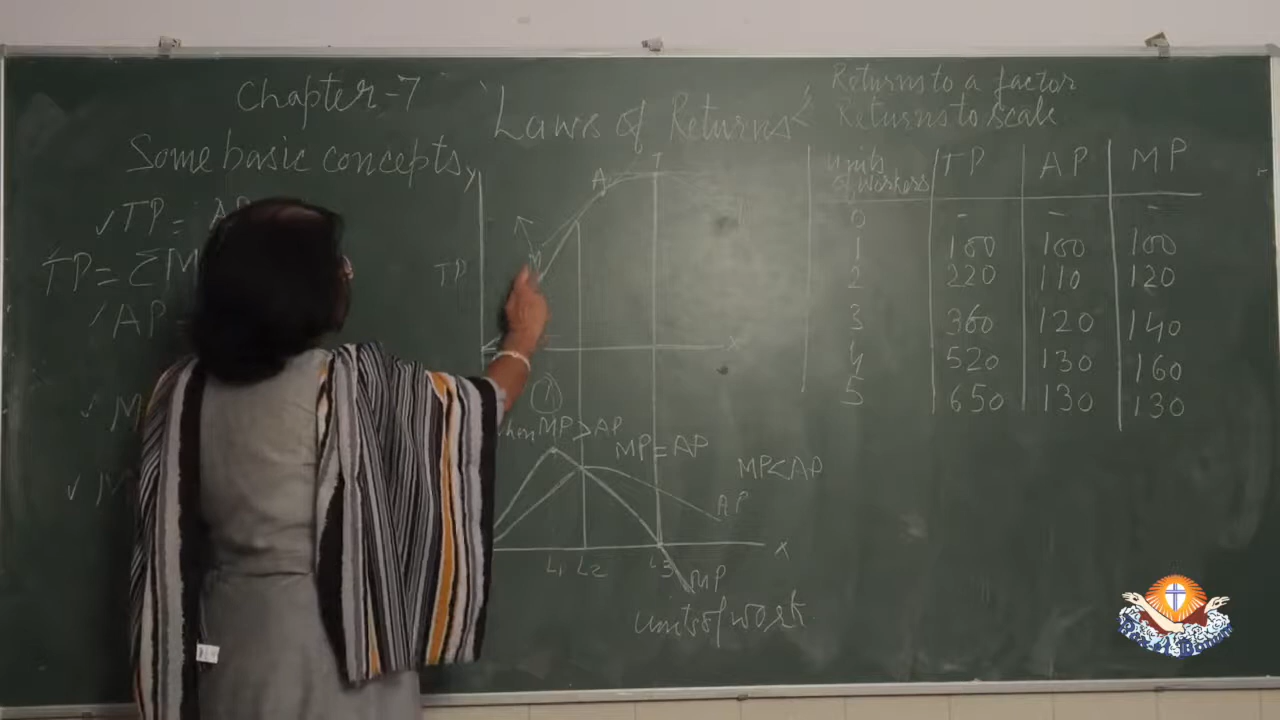 Chapter-7
'Laws of Returns'
Returns to a factor
Returns to scale
Some basic concepts
✓TP = AP
TP = ΣM
✓AP =
✓M
✓M
Y
A
T
TP
X
when MP > AP
MP = AP
MP < AP
AP
L1 L2 L3
X
MP
units of work
units of workers TP AP MP
0 - - -
1 100 100 100
2 220 110 120
3 360 120 140
4 520 130 160
5 650 130 130